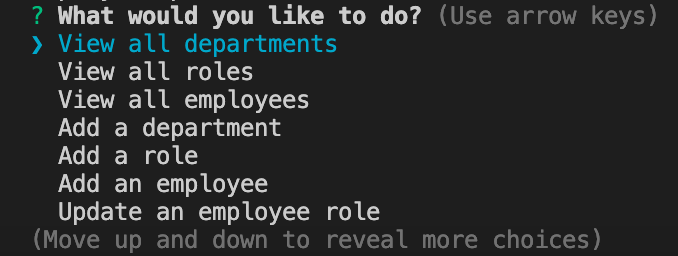 ? What would you like to do? (Use arrow keys)
❯ View all departments
View all roles
View all employees
Add a department
Add a role
Add an employee
Update an employee role
(Move up and down to reveal more choices)